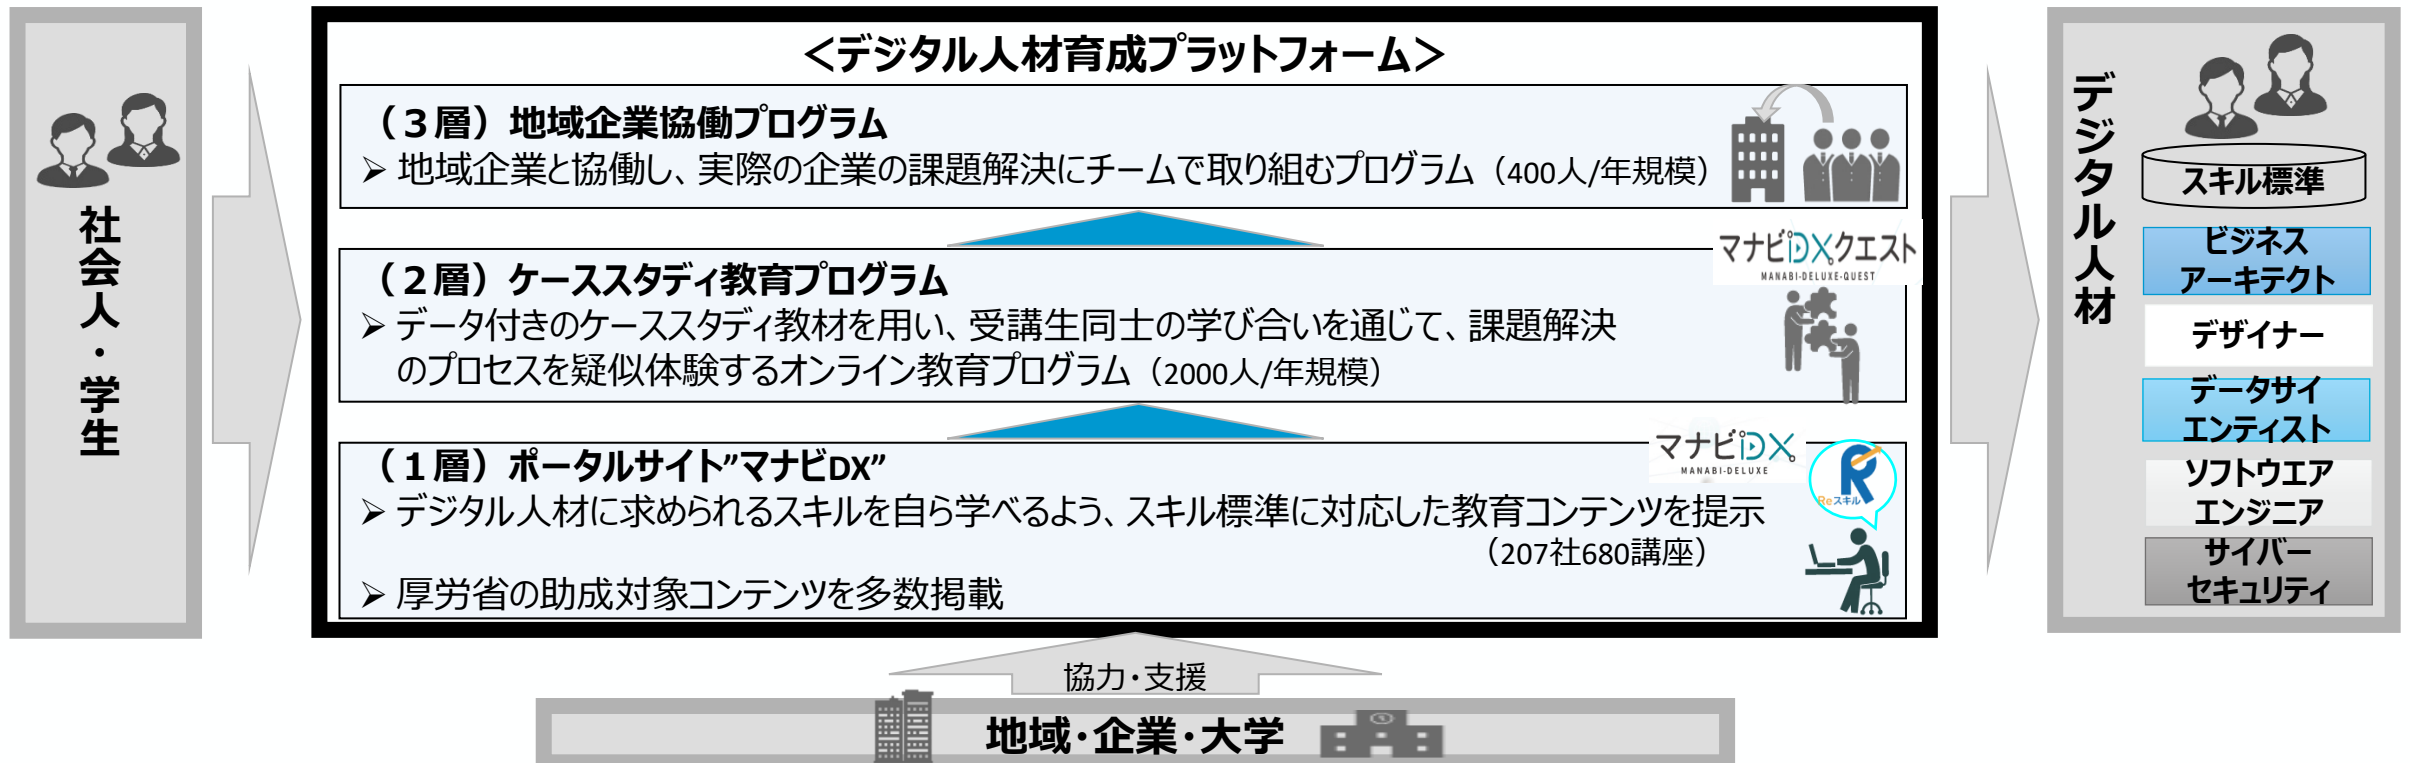 社会人・学生
＜デジタル人材育成プラットフォーム＞
（３層）地域企業協働プログラム
➢ 地域企業と協働し、実際の企業の課題解決にチームで取り組むプログラム（400人/年規模）
マナビDXクエスト
MANABI-DELUXE-QUEST
（２層）ケーススタディ教育プログラム
➢ データ付きのケーススタディ教材を用い、受講生同士の学び合いを通じて、課題解決
のプロセスを疑似体験するオンライン教育プログラム（2000人/年規模）
マナビDX
MANABI-DELUXE
（１層）ポータルサイト”マナビDX”
Reスキル
➢ デジタル人材に求められるスキルを自ら学べるよう、スキル標準に対応した教育コンテンツを提示
（207社680講座）
➢ 厚労省の助成対象コンテンツを多数掲載
協力・支援
地域・企業・大学
デジタル人材
スキル標準
ビジネス
アーキテクト
デザイナー
データサイ
エンティスト
ソフトウエア
エンジニア
サイバー
セキュリティ